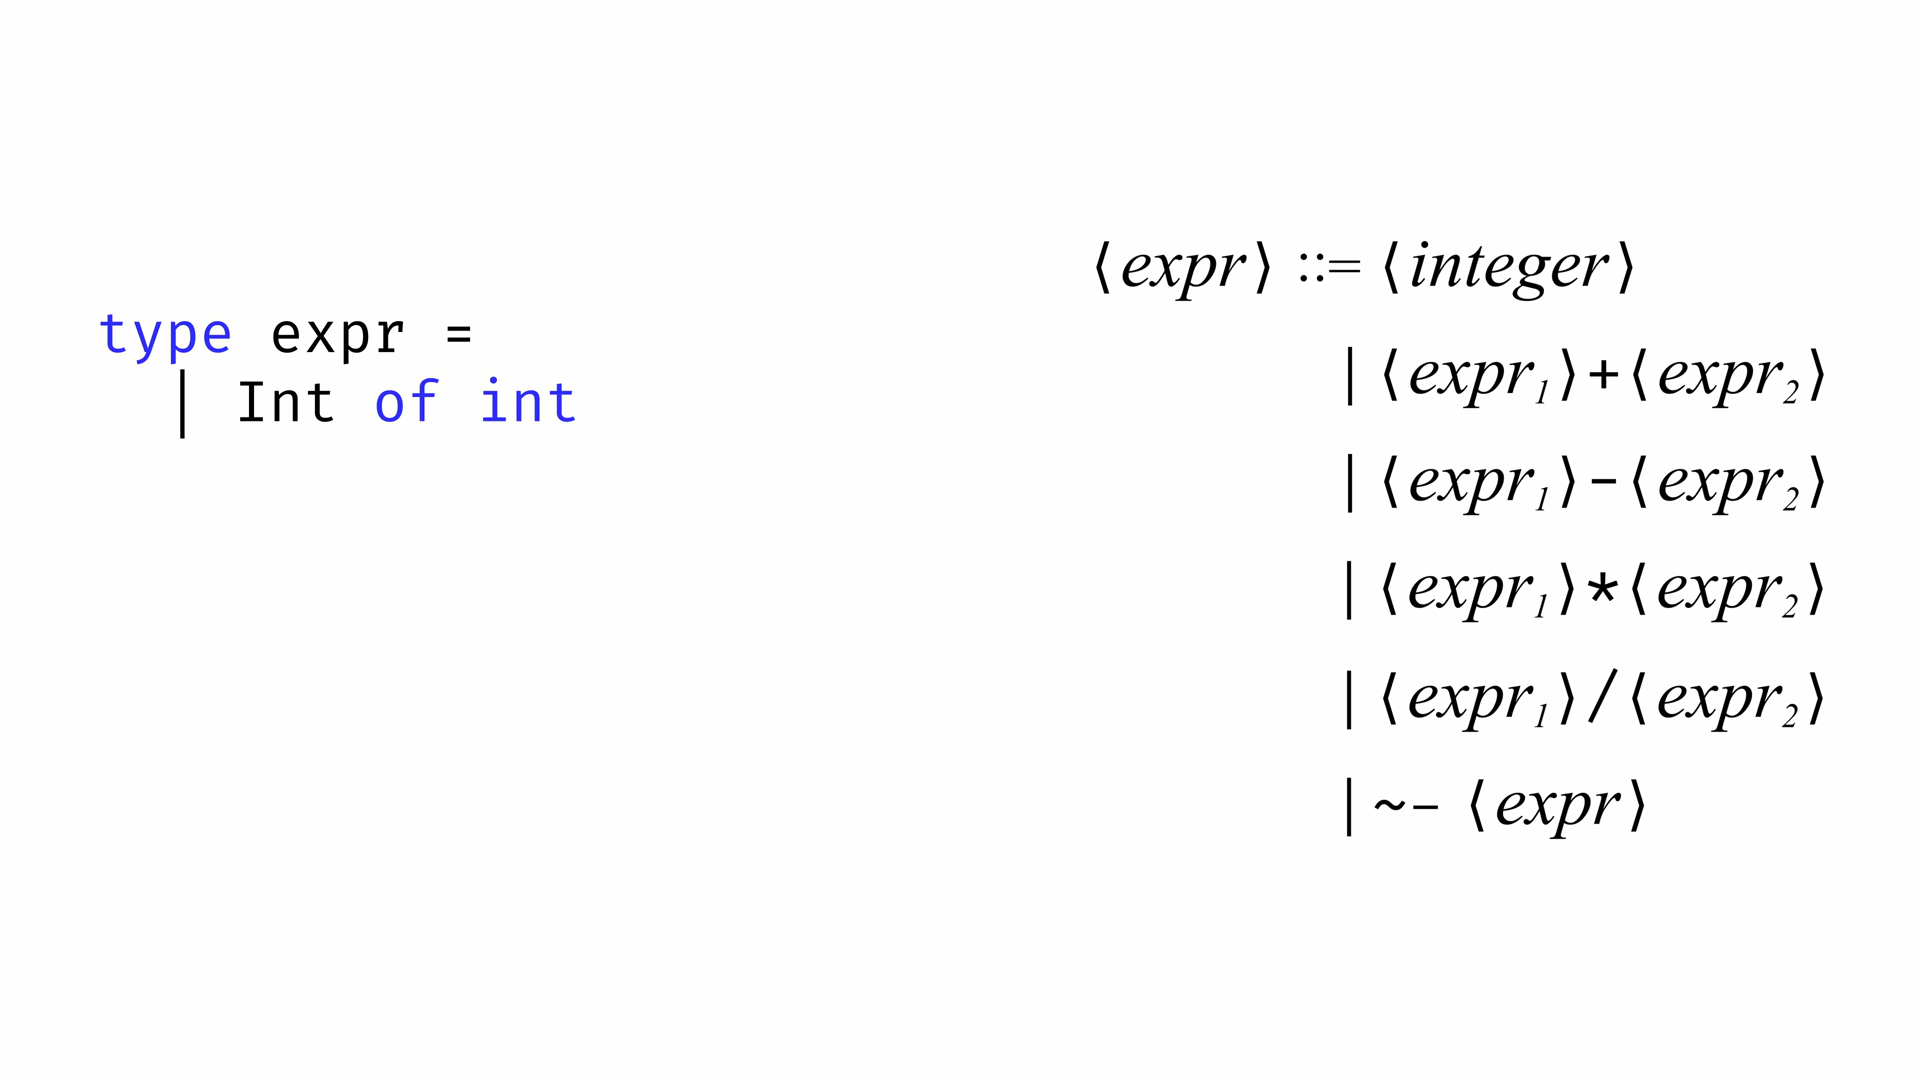 type expr =
| Int of int
⟨expr⟩ ::= ⟨integer⟩
| ⟨expr₁⟩+⟨expr₂⟩
| ⟨expr₁⟩-⟨expr₂⟩
| ⟨expr₁⟩*⟨expr₂⟩
| ⟨expr₁⟩/⟨expr₂⟩
| ~- ⟨expr⟩